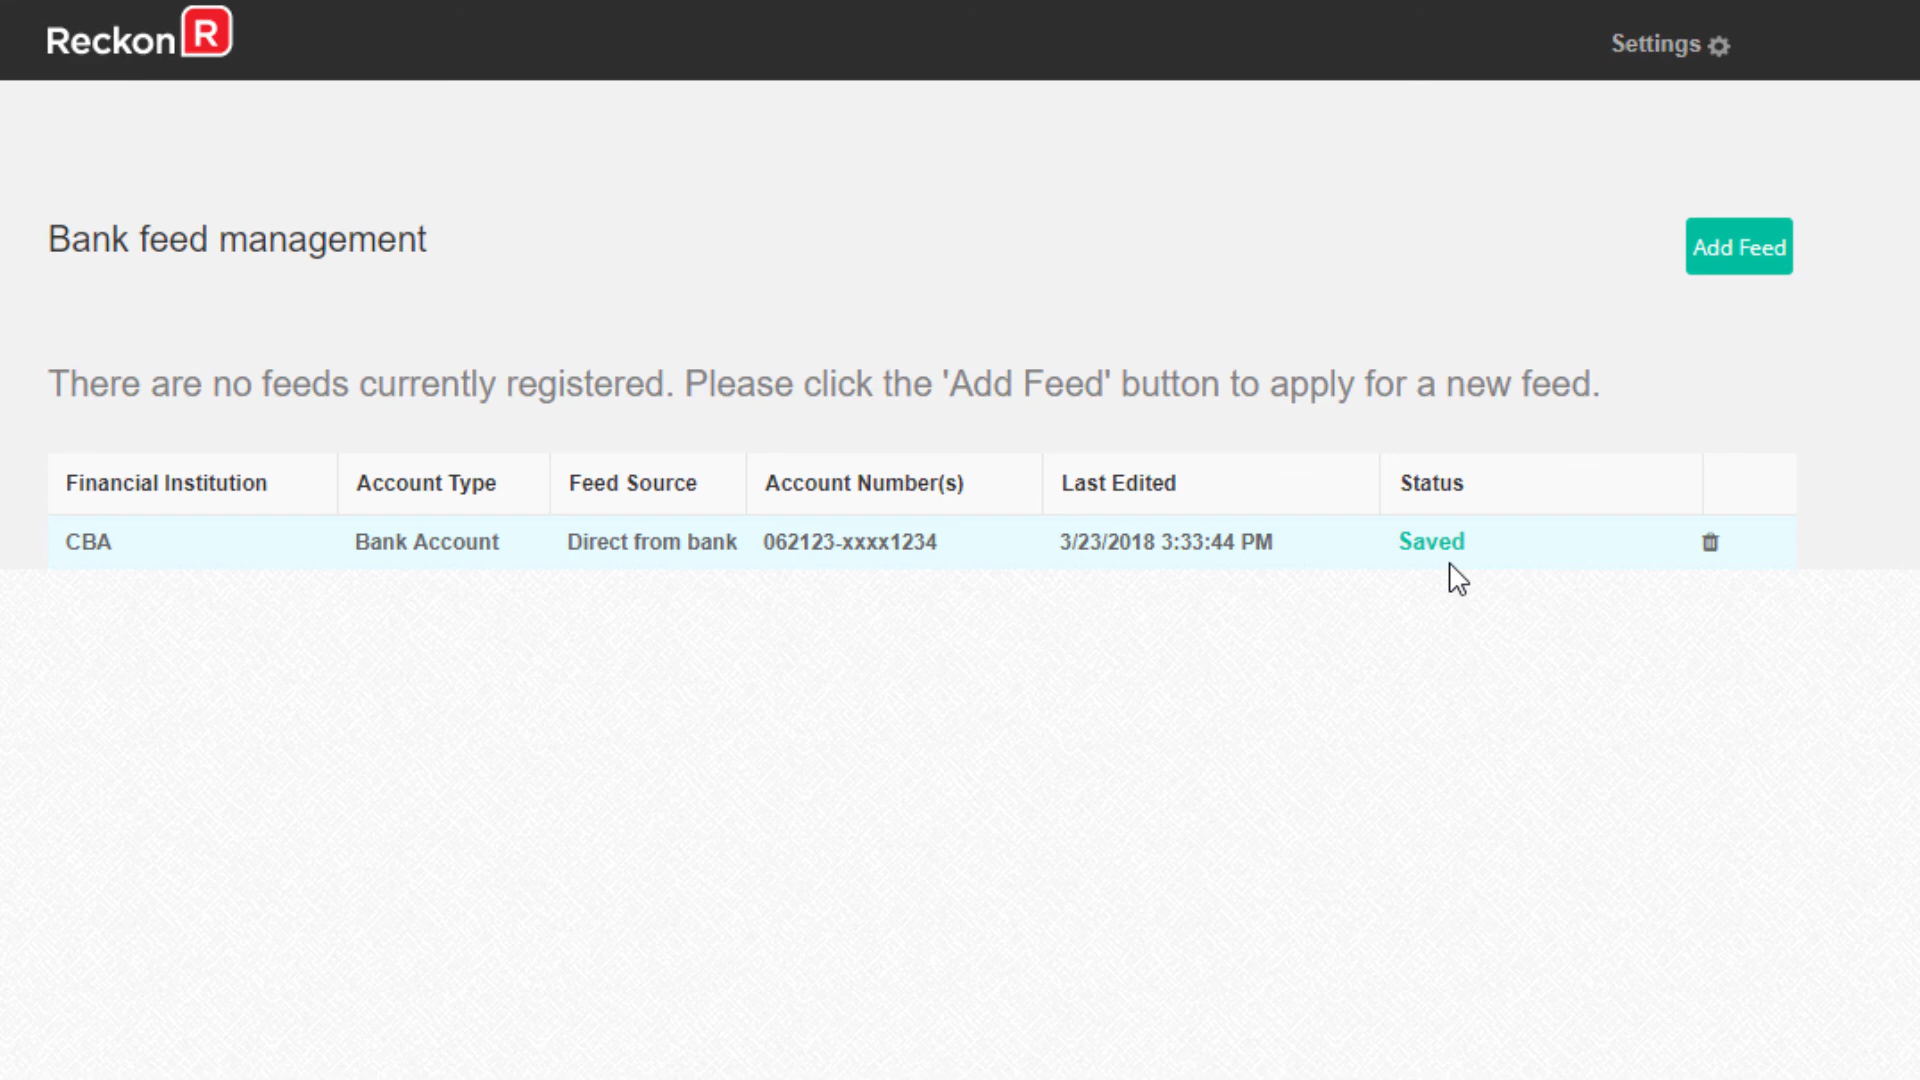 Reckon R
Settings
Bank feed management
Add Feed
There are no feeds currently registered. Please click the 'Add Feed' button to apply for a new feed.
Financial Institution Account Type Feed Source Account Number(s) Last Edited Status
CBA Bank Account Direct from bank 062123-xxxx1234 3/23/2018 3:33:44 PM Saved